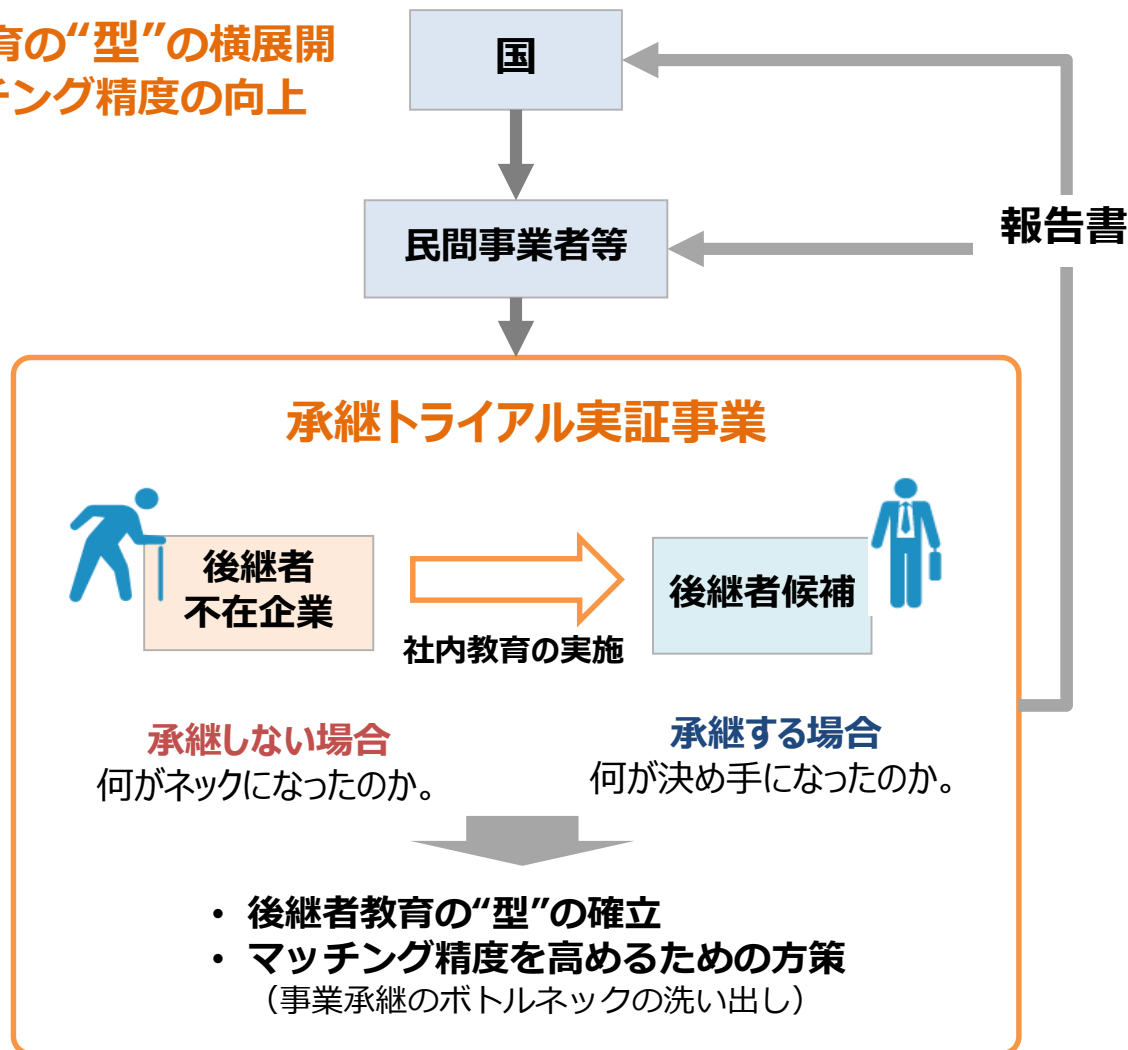 育の“型”の横展開
チング精度の向上
国
民間事業者等
報告書
承継トライアル実証事業
後継者
不在企業
後継者候補
社内教育の実施
承継しない場合
何がネックになったのか。
承継する場合
何が決め手になったのか。
・ 後継者教育の“型”の確立
・ マッチング精度を高めるための方策
（事業承継のボトルネックの洗い出し）